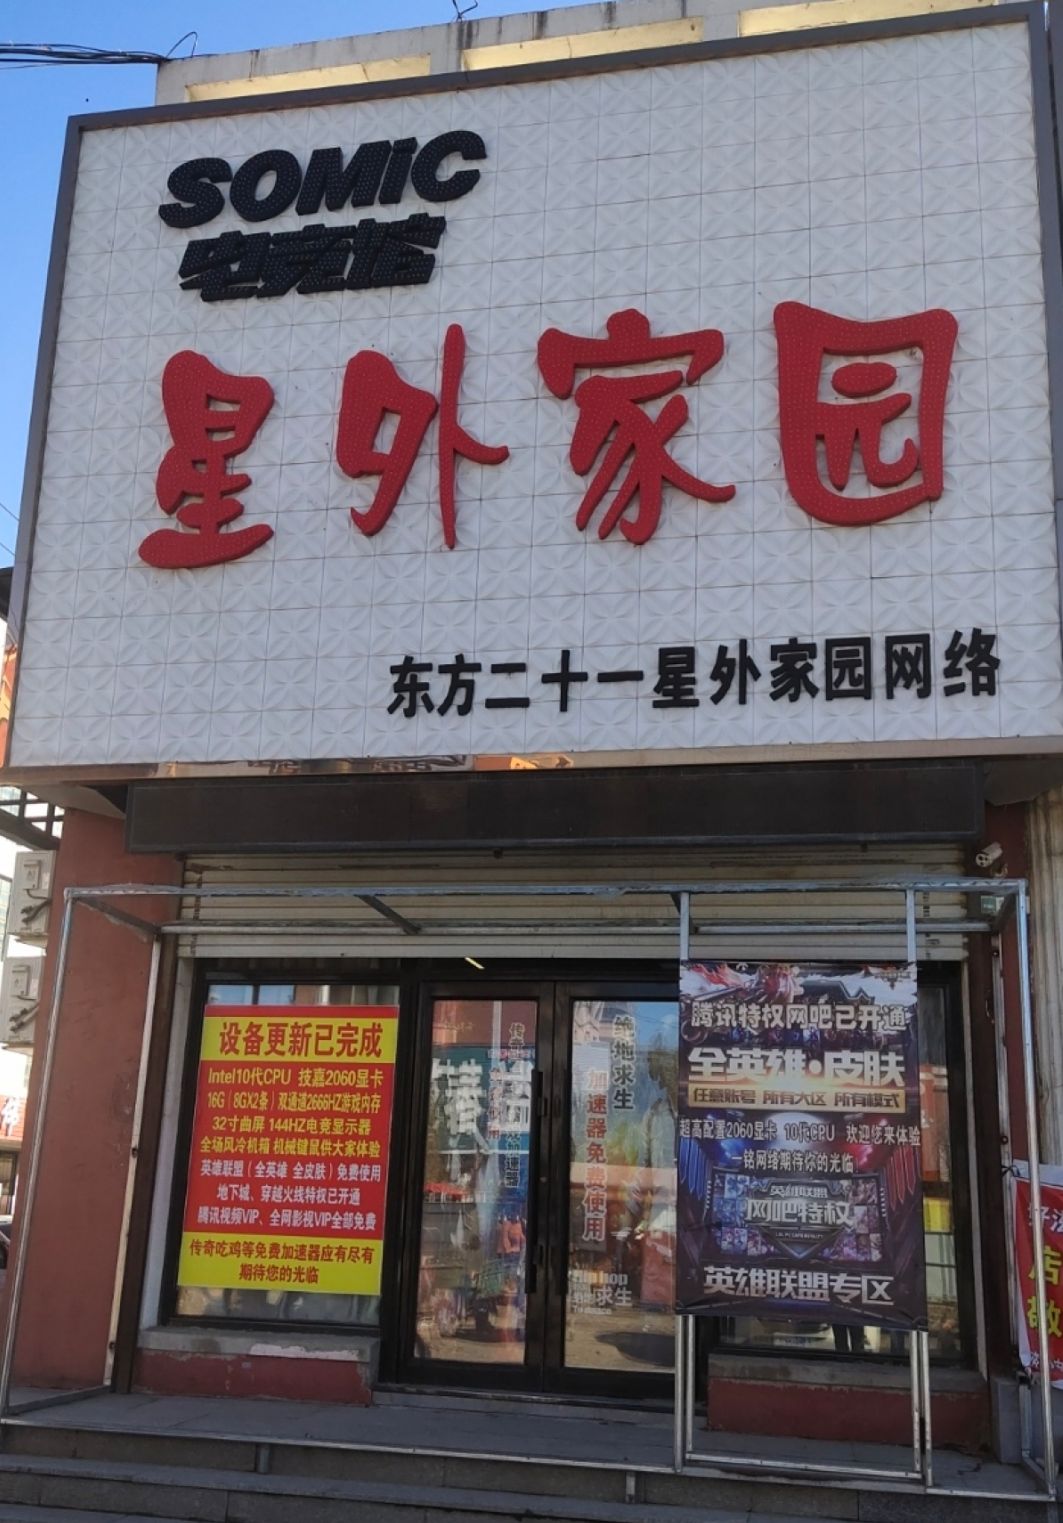 SOMiC
电竞馆
星外家园
东方二十一星外家园网络
设备更新已完成
Intel10代CPU 技嘉2060显卡
16G(8GX2条)双通道2666HZ游戏内存
32寸曲屏 144HZ电竞显示器
全场风冷机箱 机械键鼠供大家体验
英雄联盟(全英雄 全皮肤)免费使用
地下城、穿越火线特权已开通
腾讯视频VIP、全网影视VIP全部免费
传奇吃鸡等免费加速器应有尽有
期待您的光临
绝地求生
加速器免费使用
Hip hop
腾讯特权网吧已开通
全英雄·皮肤
任意账号 所有大区 所有模式
超高配置2060显卡 10代CPU 欢迎您来体验
一铭网络期待你的光临
英雄联盟
网吧特权
英雄联盟专区
店